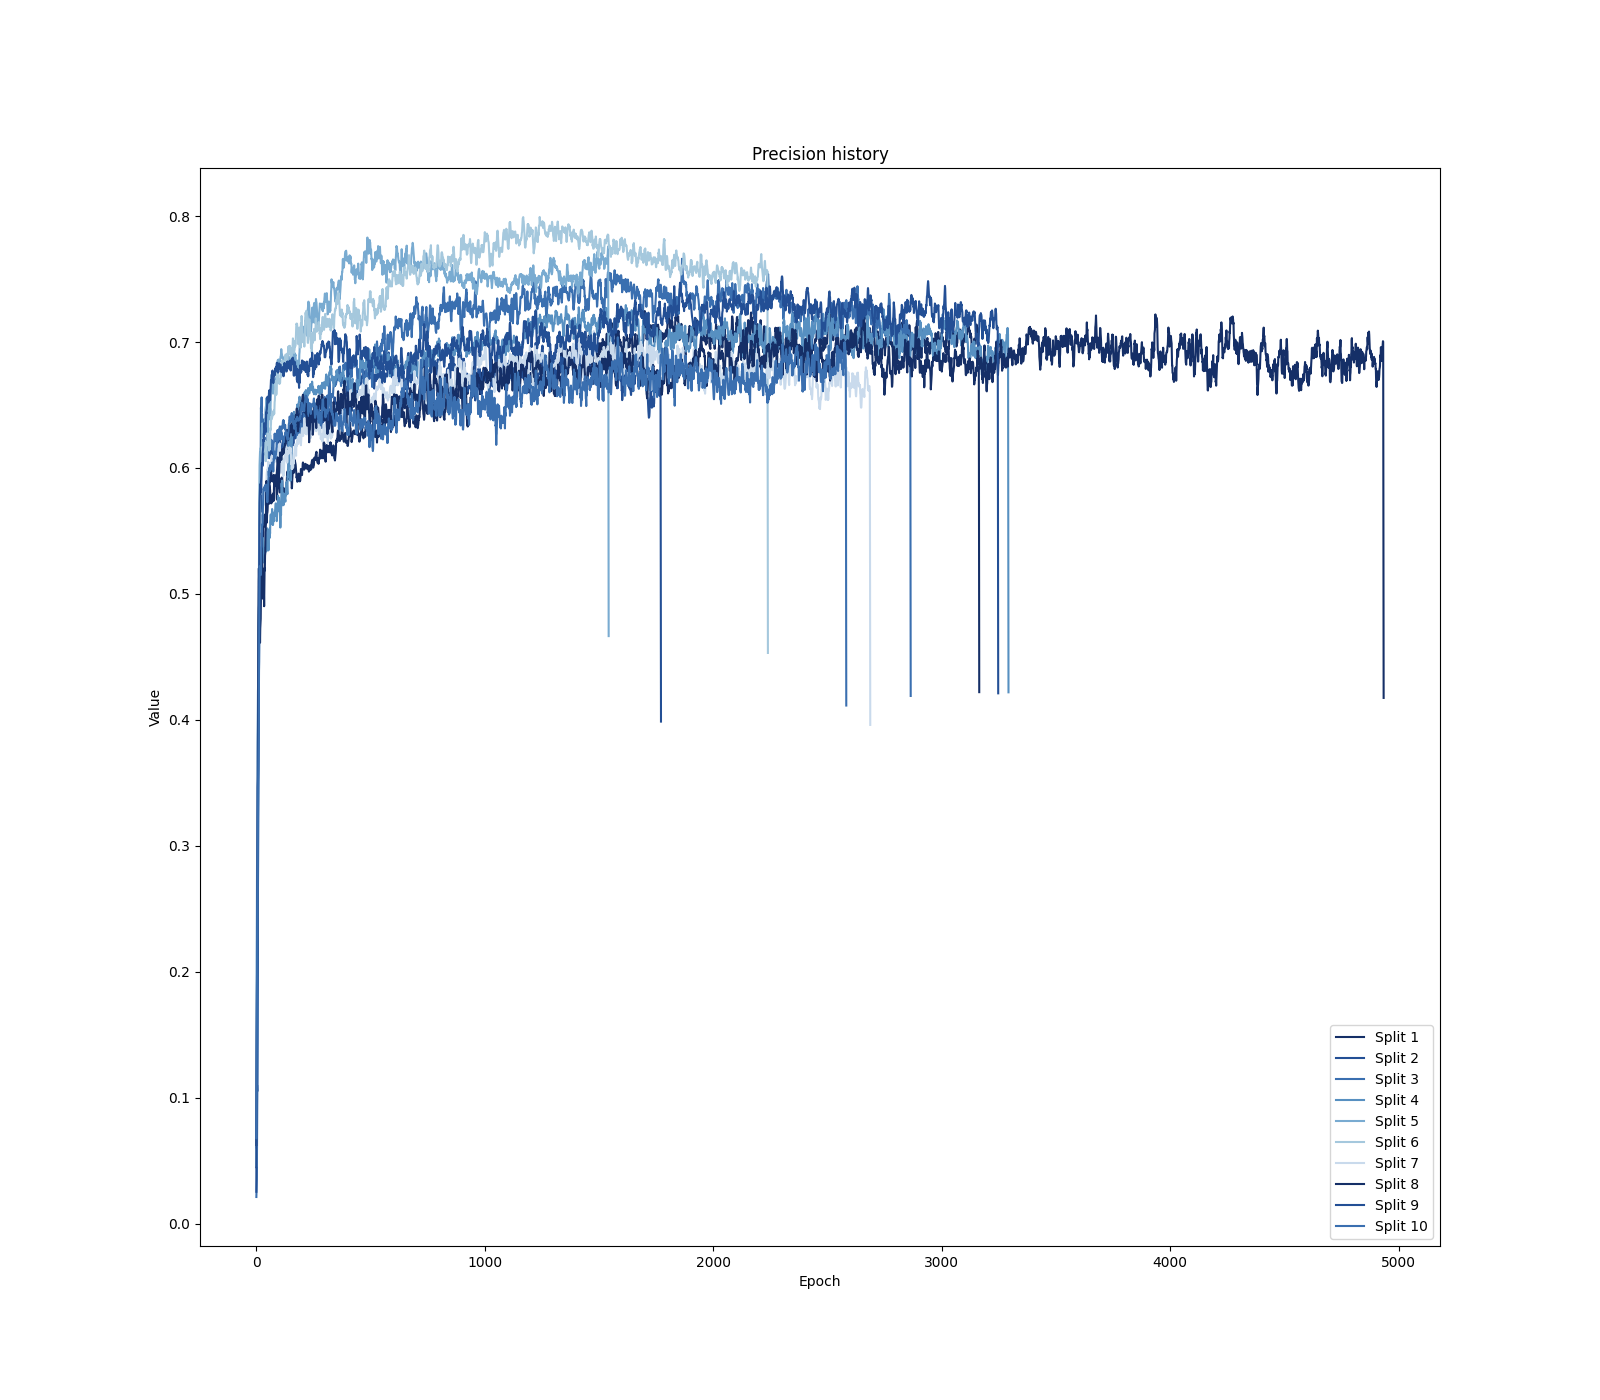 Precision history
0.8
0.7
0.6
0.5
0.4
0.3
0.2
0.1
0.0
Value
0 1000 2000 3000 4000 5000
Epoch
Split 1
Split 2
Split 3
Split 4
Split 5
Split 6
Split 7
Split 8
Split 9
Split 10